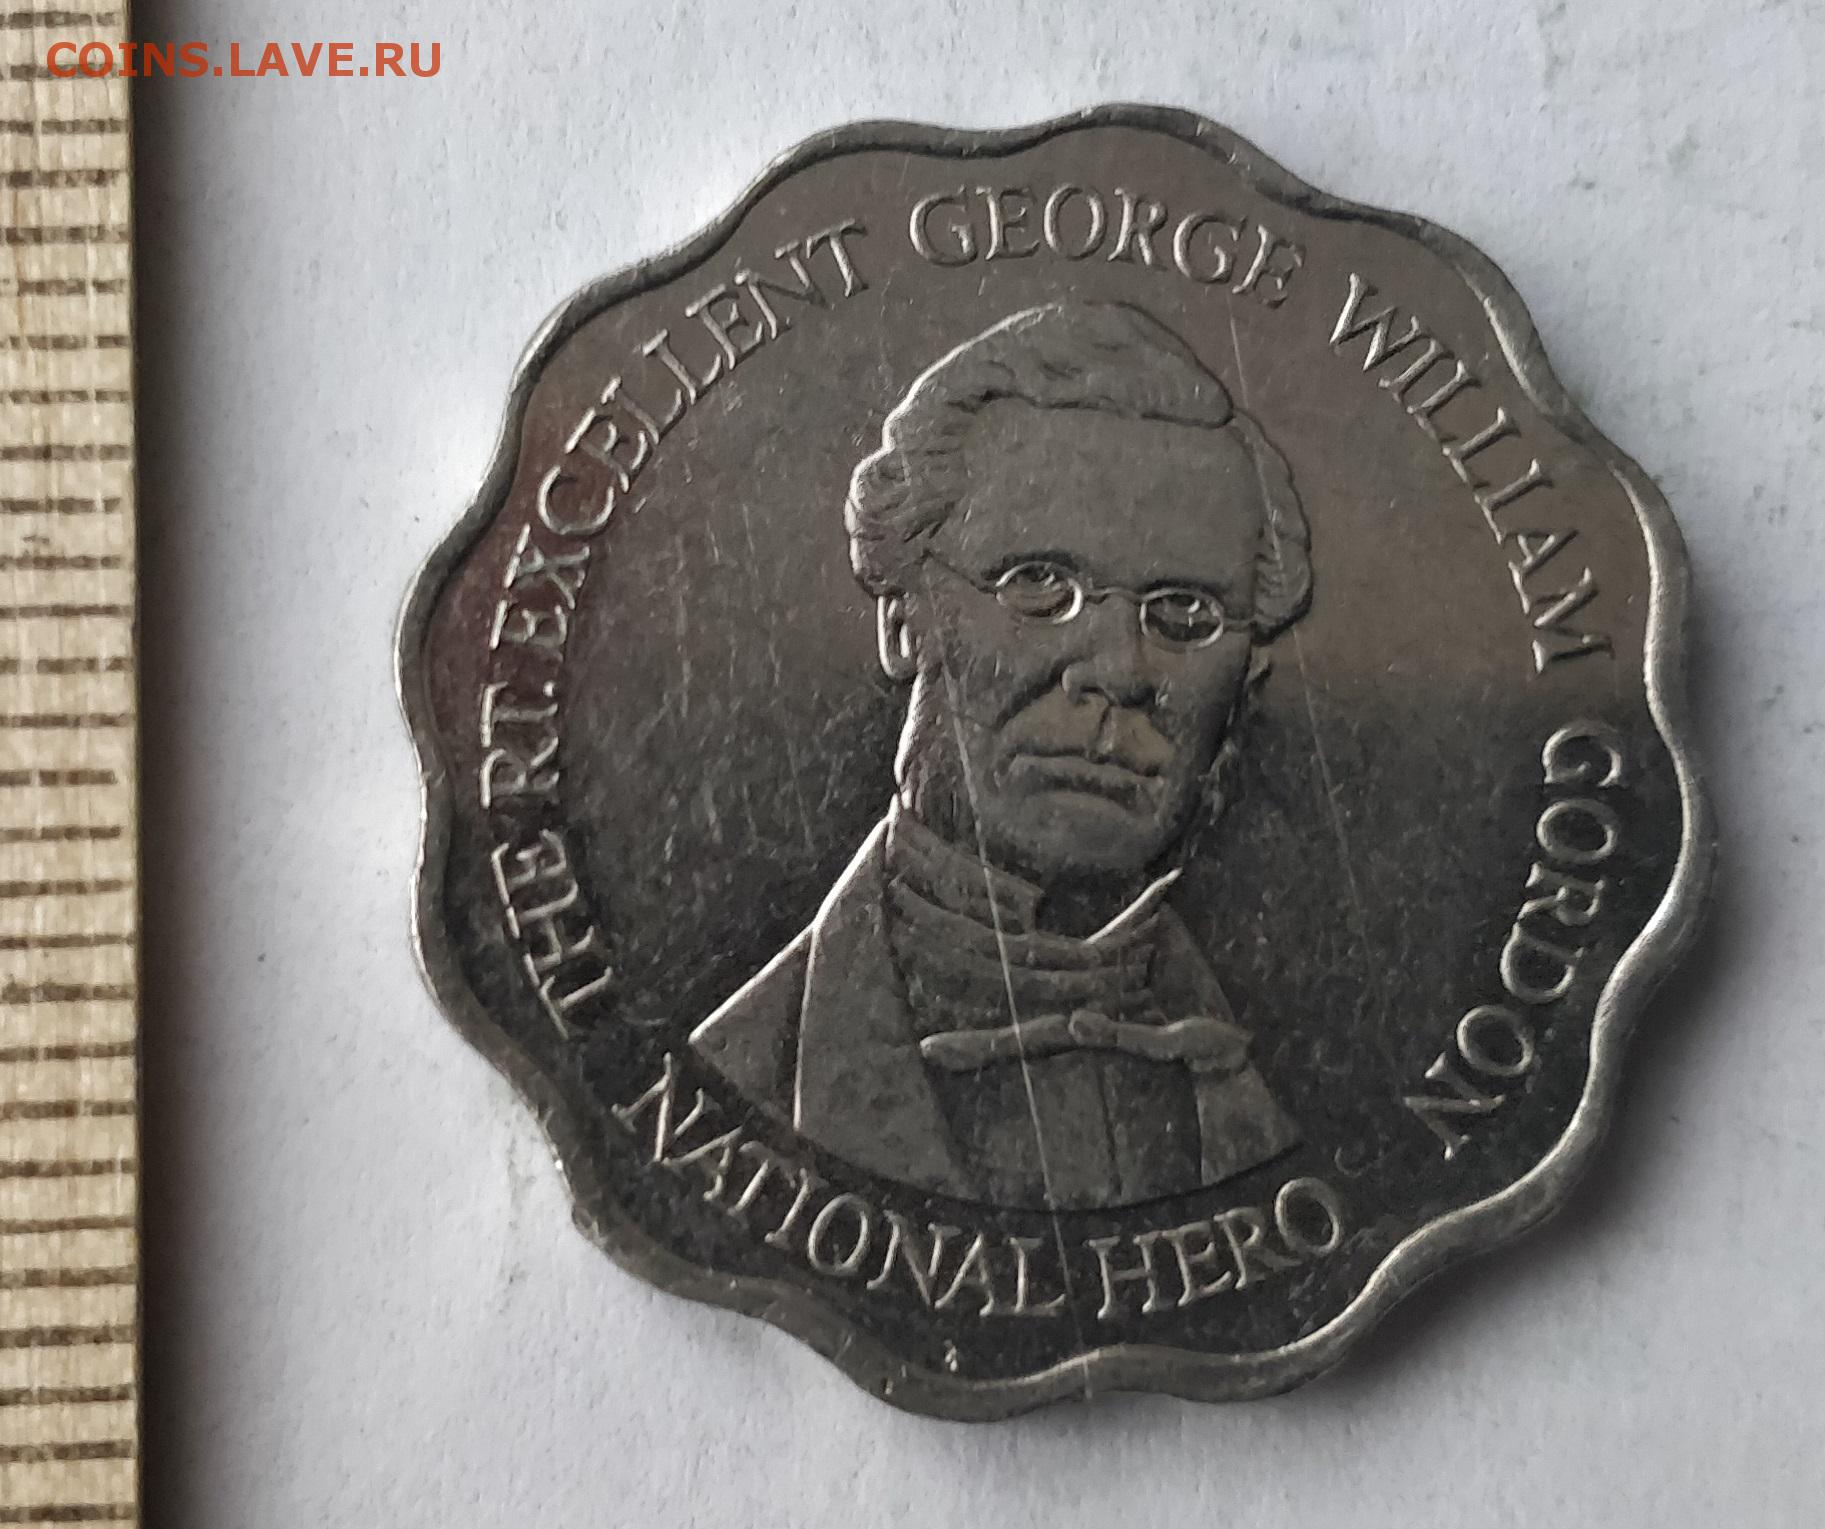 COINS.LAVE.RU
THE RT. EXCELLENT GEORGE WILLIAM GORDON
NATIONAL HERO